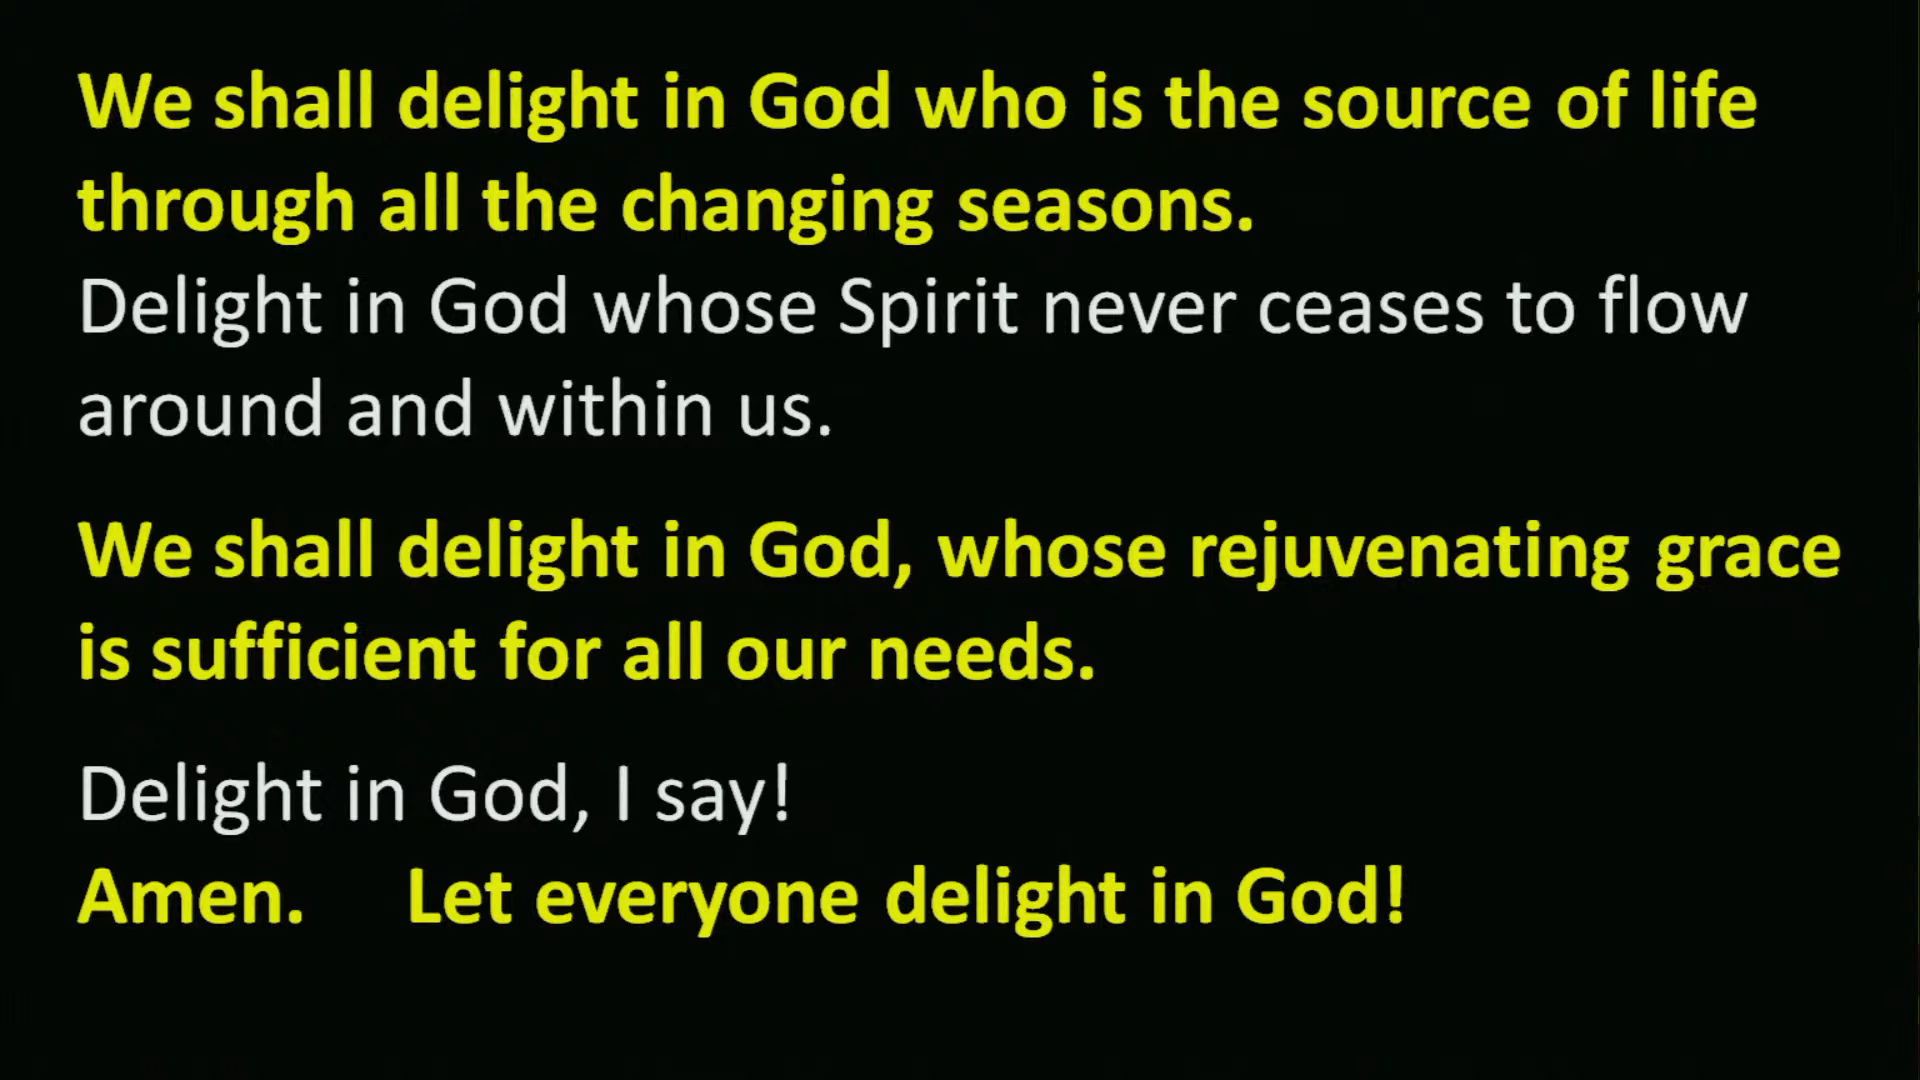 We shall delight in God who is the source of life
through all the changing seasons.
Delight in God whose Spirit never ceases to flow
around and within us.
We shall delight in God, whose rejuvenating grace
is sufficient for all our needs.
Delight in God, I say!
Amen. Let everyone delight in God!